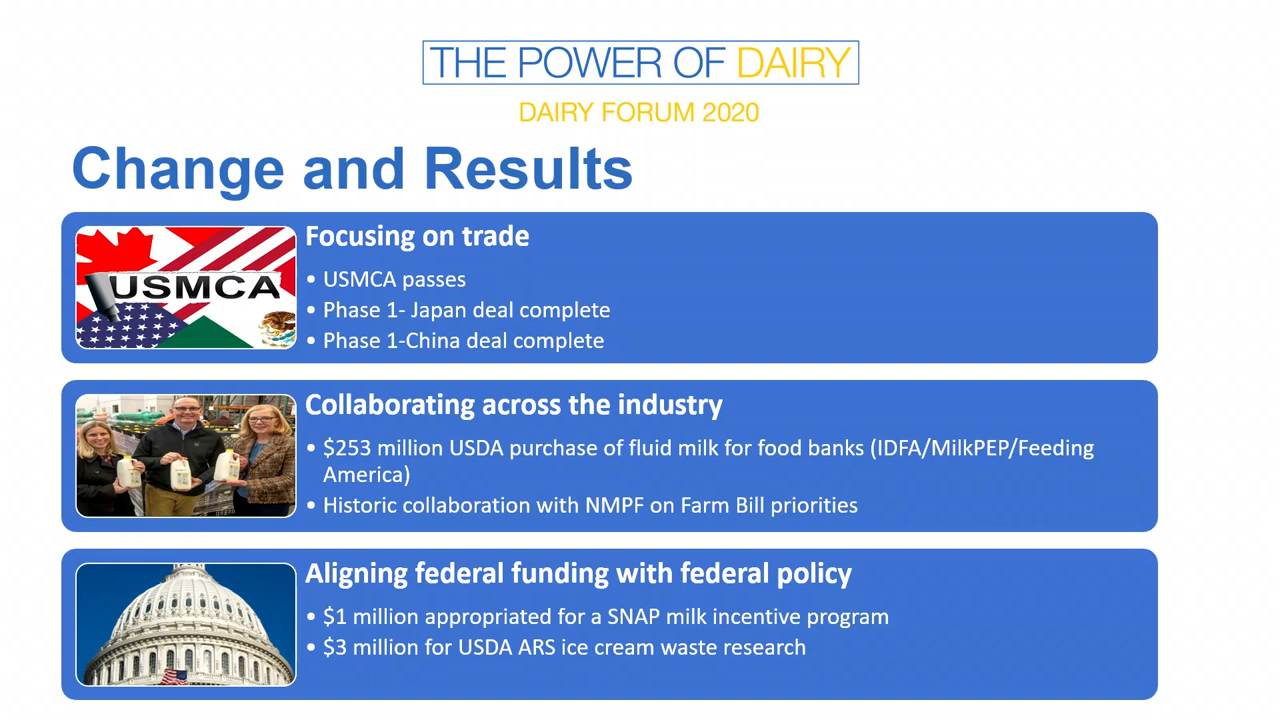 THE POWER OF DAIRY
DAIRY FORUM 2020
Change and Results
USMCA
Focusing on trade
• USMCA passes
• Phase 1- Japan deal complete
• Phase 1-China deal complete
Collaborating across the industry
• $253 million USDA purchase of fluid milk for food banks (IDFA/MilkPEP/Feeding
America)
• Historic collaboration with NMPF on Farm Bill priorities
Aligning federal funding with federal policy
• $1 million appropriated for a SNAP milk incentive program
• $3 million for USDA ARS ice cream waste research